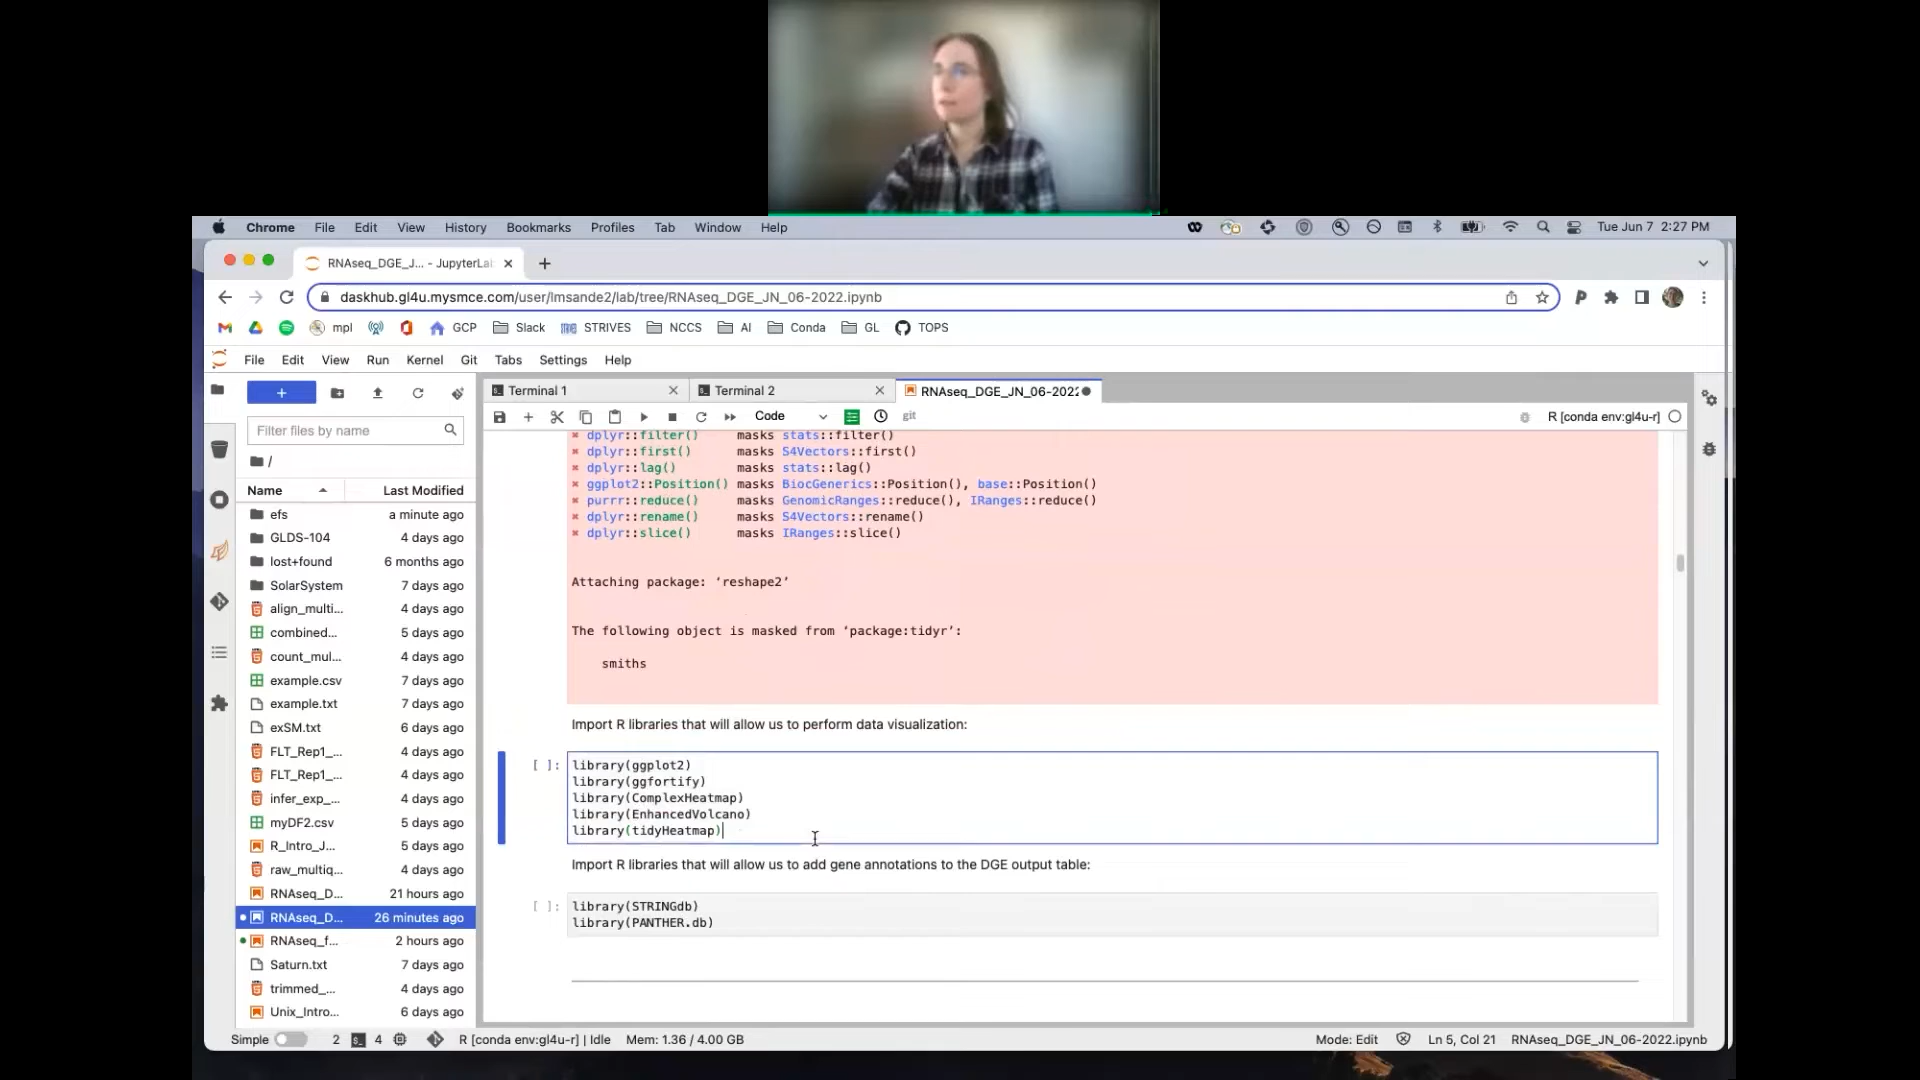 Chrome File Edit View History Bookmarks Profiles Tab Window Help Tue Jun 7 2:27 PM
RNAseq_DGE_J... - JupyterLa
daskhub.gl4u.mysmce.com/user/lmsande2/lab/tree/RNAseq_DGE_JN_06-2022.ipynb
mpl GCP Slack STRIVES NCCS AI Conda GL TOPS
File Edit View Run Kernel Git Tabs Settings Help
Terminal 1 Terminal 2 RNAseq_DGE_JN_06-2022
Code git R [conda env:gl4u-r]
Filter files by name
/
Name Last Modified
efs a minute ago
GLDS-104 4 days ago
lost+found 6 months ago
SolarSystem 7 days ago
align_multi... 4 days ago
combined... 5 days ago
count_mul... 4 days ago
example.csv 7 days ago
example.txt 7 days ago
exSM.txt 6 days ago
FLT_Rep1_... 4 days ago
FLT_Rep1_... 4 days ago
infer_exp_... 4 days ago
myDF2.csv 5 days ago
R_Intro_J... 5 days ago
raw_multiq... 4 days ago
RNAseq_D... 21 hours ago
RNAseq_D... 26 minutes ago
RNAseq_f... 2 hours ago
Saturn.txt 7 days ago
trimmed_... 4 days ago
Unix_Intro... 6 days ago
✖ dplyr::filter() masks stats::filter()
✖ dplyr::first() masks S4Vectors::first()
✖ dplyr::lag() masks stats::lag()
✖ ggplot2::Position() masks BiocGenerics::Position(), base::Position()
✖ purrr::reduce() masks GenomicRanges::reduce(), IRanges::reduce()
✖ dplyr::rename() masks S4Vectors::rename()
✖ dplyr::slice() masks IRanges::slice()
Attaching package: ‘reshape2’
The following object is masked from ‘package:tidyr’:
smiths
Import R libraries that will allow us to perform data visualization:
[ ]: library(ggplot2)
library(ggfortify)
library(ComplexHeatmap)
library(EnhancedVolcano)
library(tidyHeatmap)
Import R libraries that will allow us to add gene annotations to the DGE output table:
[ ]: library(STRINGdb)
library(PANTHER.db)
Simple 2 4 R [conda env:gl4u-r] | Idle Mem: 1.36 / 4.00 GB Mode: Edit Ln 5, Col 21 RNAseq_DGE_JN_06-2022.ipynb